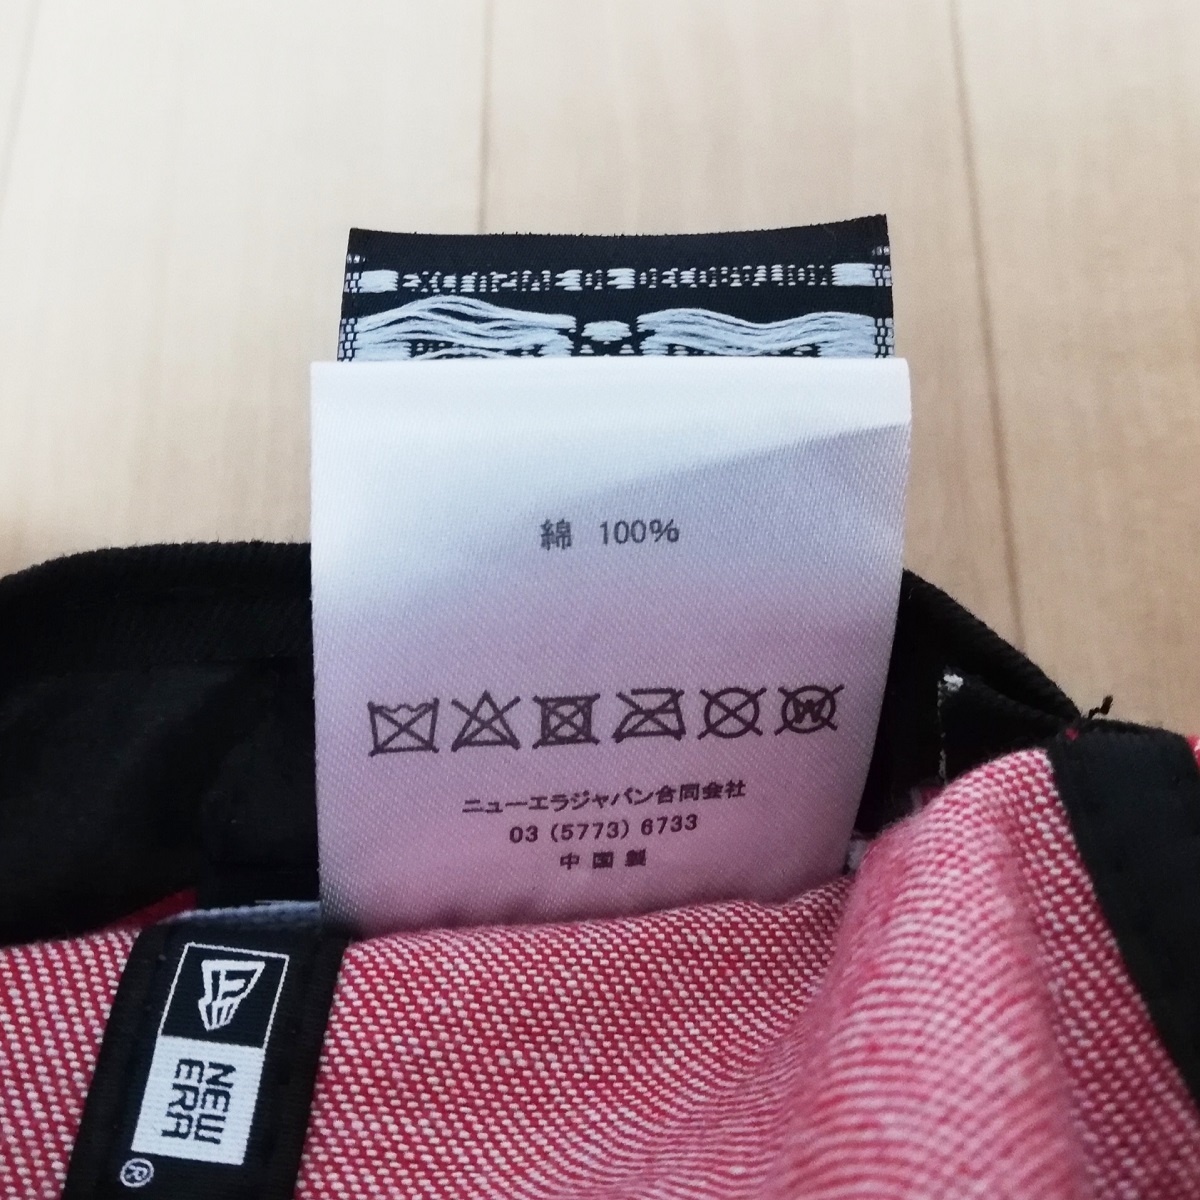 綿 100%
W
ニューエラジャパン合同会社
03 (5773) 6733
中国製
NEW
ERA
®